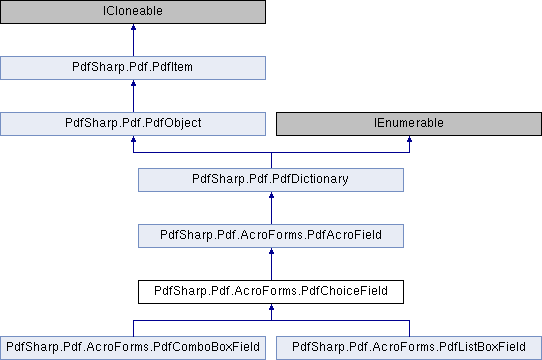 ICloneable
PdfSharp.Pdf.PdfItem
PdfSharp.Pdf.PdfObject
IEnumerable
PdfSharp.Pdf.PdfDictionary
PdfSharp.Pdf.AcroForms.PdfAcroField
PdfSharp.Pdf.AcroForms.PdfChoiceField
PdfSharp.Pdf.AcroForms.PdfComboBoxField
PdfSharp.Pdf.AcroForms.PdfListBoxField